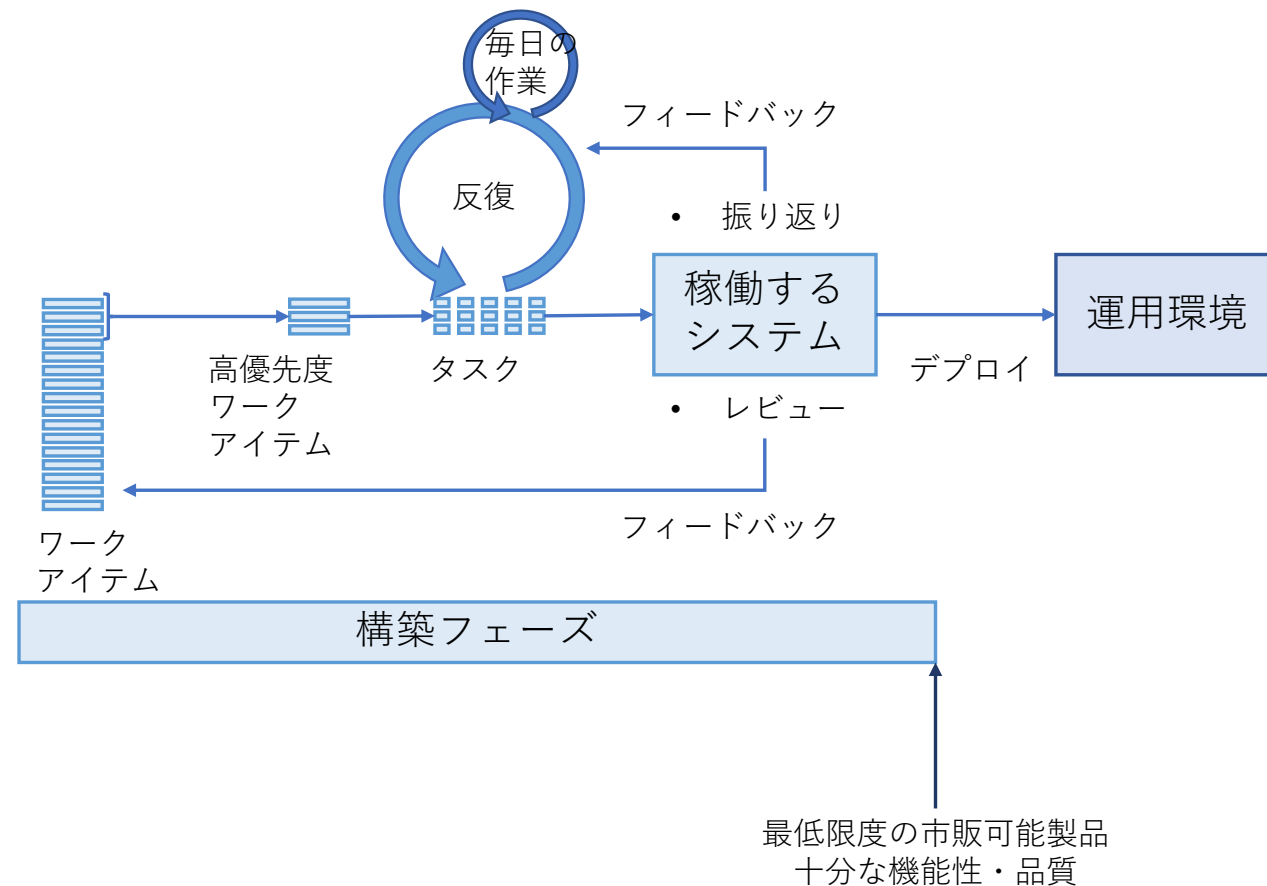 毎日の
作業
フィードバック
反復
• 振り返り
稼働する
システム
運用環境
高優先度
ワーク
アイテム
タスク
デプロイ
• レビュー
フィードバック
ワーク
アイテム
構築フェーズ
最低限度の市販可能製品
十分な機能性・品質